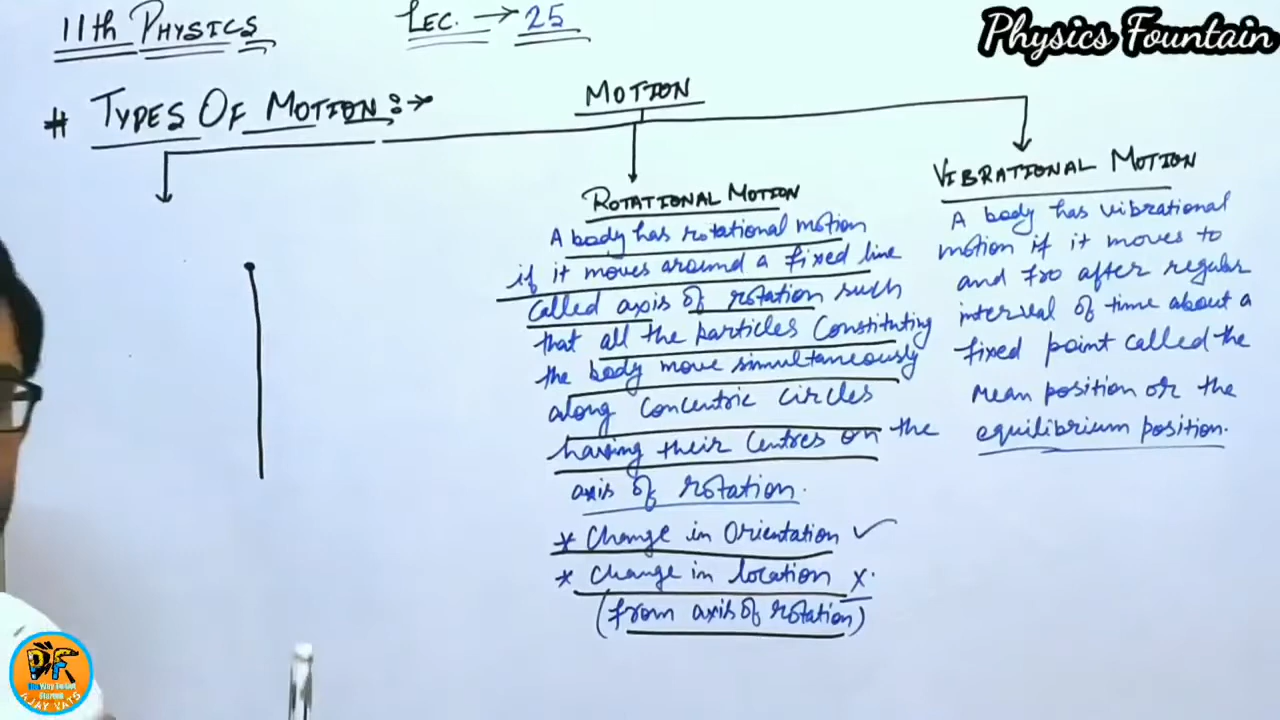 11th PHYSICS
LEC. → 25
Physics Fountain
# TYPES OF MOTION :→
MOTION
ROTATIONAL MOTION
A body has rotational motion
if it moves around a fixed line
called axis of rotation such
that all the particles constituting
the body move simultaneously
along concentric circles
having their centres on the
axis of rotation.
* Change in Orientation ✓
* Change in location x.
(from axis of rotation)
VIBRATIONAL MOTION
A body has vibrational
motion if it moves to
and fro after regular
interval of time about a
fixed point called the
mean position or the
equilibrium position.
PF
AJAY VATS